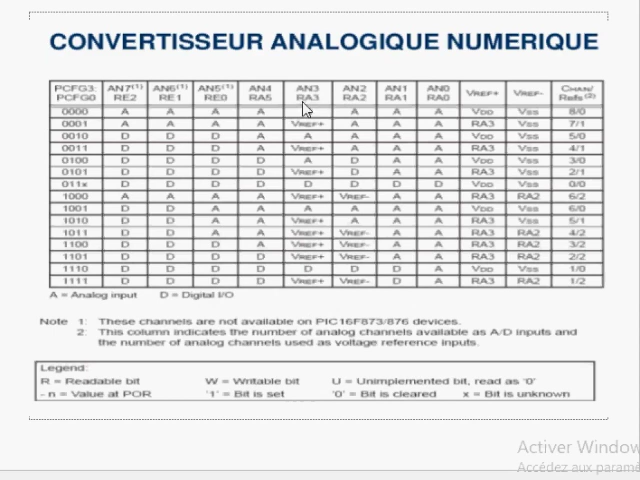 CONVERTISSEUR ANALOGIQUE NUMERIQUE
PCFG3: PCFG0 AN7(1) RE2 AN6(1) RE1 AN5(1) RE0 AN4 RA5 AN3 RA3 AN2 RA2 AN1 RA1 AN0 RA0 VREF+ VREF- CHAN/ Refs(2)
0000 A A A A A A A A VDD VSS 8/0
0001 A A A A VREF+ A A A RA3 VSS 7/1
0010 D D D A A A A A VDD VSS 5/0
0011 D D D A VREF+ A A A RA3 VSS 4/1
0100 D D D D A D A A VDD VSS 3/0
0101 D D D D VREF+ D A A RA3 VSS 2/1
011x D D D D D D D D VDD VSS 0/0
1000 A A A A VREF+ VREF- A A RA3 RA2 6/2
1001 D D A A A A A A VDD VSS 6/0
1010 D D A A VREF+ A A A RA3 VSS 5/1
1011 D D A A VREF+ VREF- A A RA3 RA2 4/2
1100 D D D A VREF+ VREF- A A RA3 RA2 3/2
1101 D D D D VREF+ VREF- A A RA3 RA2 2/2
1110 D D D D D D D A VDD VSS 1/0
1111 D D D D VREF+ VREF- D A RA3 RA2 1/2
A = Analog input D = Digital I/O
Note 1: These channels are not available on PIC16F873/876 devices.
2: This column indicates the number of analog channels available as A/D inputs and
the number of analog channels used as voltage reference inputs.
Legend:
R = Readable bit W = Writable bit U = Unimplemented bit, read as '0'
- n = Value at POR '1' = Bit is set '0' = Bit is cleared x = Bit is unknown
Activer Window
Accédez aux paramè